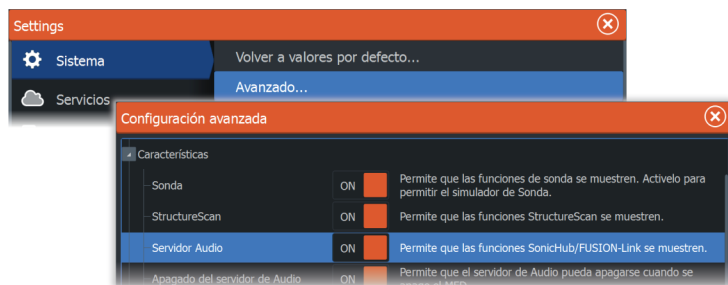 Settings
Sistema
Volver a valores por defecto...
Servicios
Avanzado...
Configuración avanzada
Características
Sonda
ON
Permite que las funciones de sonda se muestren. Activelo para
permitir el simulador de Sonda.
StructureScan
ON
Permite que las funciones StructureScan se muestren.
Servidor Audio
ON
Permite que las funciones SonicHub/FUSION-Link se muestren.
Apagado del servidor de Audio
ON
Permite que el servidor de Audio pueda apagarse cuando se